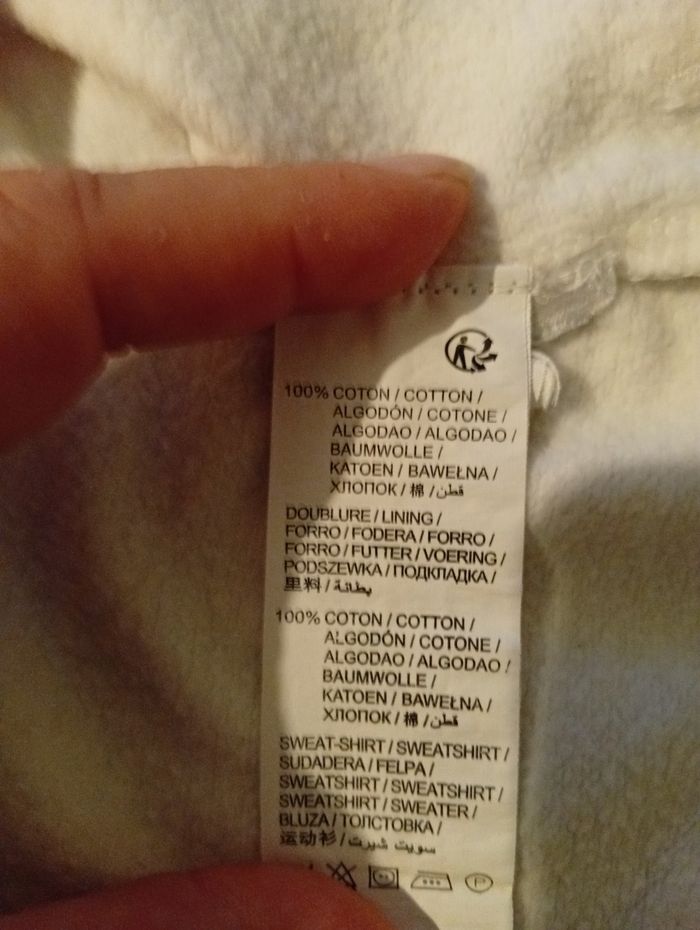 100% COTON / COTTON /
ALGODÓN / COTONE /
ALGODAO / ALGODAO /
BAUMWOLLE /
KATOEN / BAWEŁNA /
ХЛОПОК / 棉 / قطن
DOUBLURE / LINING /
FORRO / FODERA / FORRO /
FORRO / FUTTER / VOERING /
PODSZEWKA / ПОДКЛАДКА /
里料 / بطانة
100% COTON / COTTON /
ALGODÓN / COTONE /
ALGODAO / ALGODAO /
BAUMWOLLE /
KATOEN / BAWEŁNA /
ХЛОПОК / 棉 / قطن
SWEAT-SHIRT / SWEATSHIRT /
SUDADERA / FELPA /
SWEATSHIRT / SWEATSHIRT /
SWEATSHIRT / SWEATER /
BLUZA / ТОЛСТОВКА /
运动衫 / سويت شيرت
P